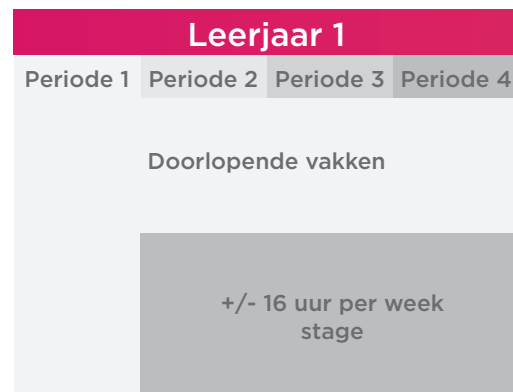 Leerjaar 1
Periode 1 Periode 2 Periode 3 Periode 4
Doorlopende vakken
+/- 16 uur per week
stage